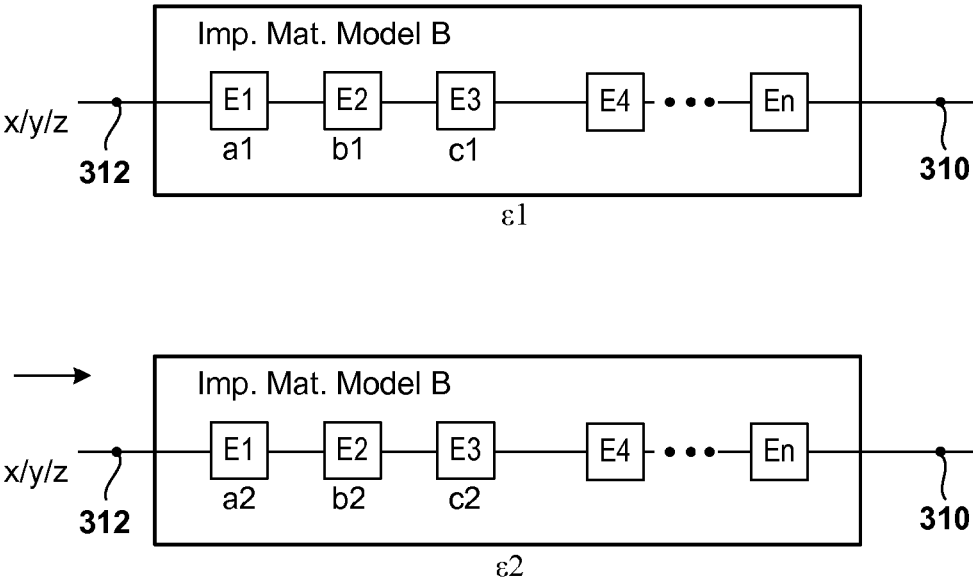 Imp. Mat. Model B
E1 E2 E3 E4 En
x/y/z
a1 b1 c1
312 310
ε1
Imp. Mat. Model B
E1 E2 E3 E4 En
x/y/z
a2 b2 c2
312 310
ε2